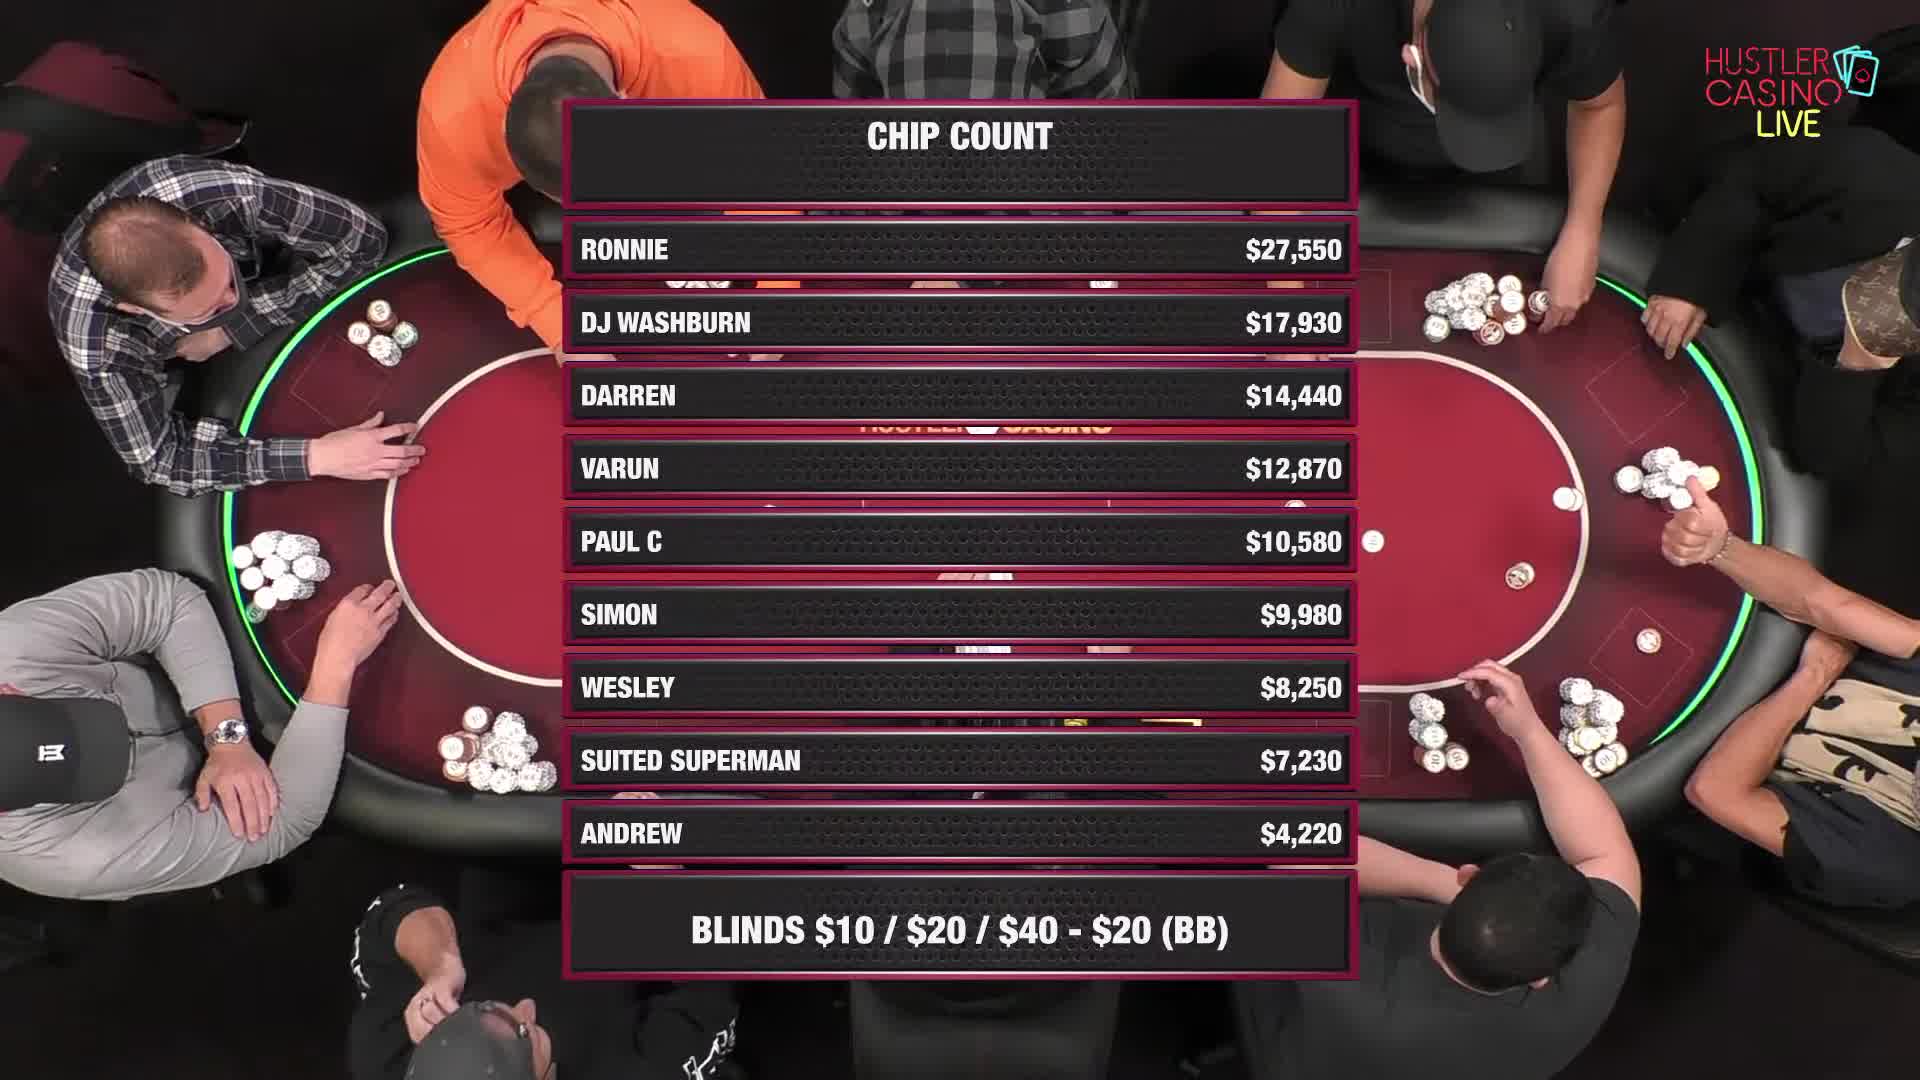 HUSTLER
CASINO
LIVE
CHIP COUNT
RONNIE $27,550
DJ WASHBURN $17,930
DARREN $14,440
VARUN $12,870
PAUL C $10,580
SIMON $9,980
WESLEY $8,250
SUITED SUPERMAN $7,230
ANDREW $4,220
BLINDS $10 / $20 / $40 - $20 (BB)